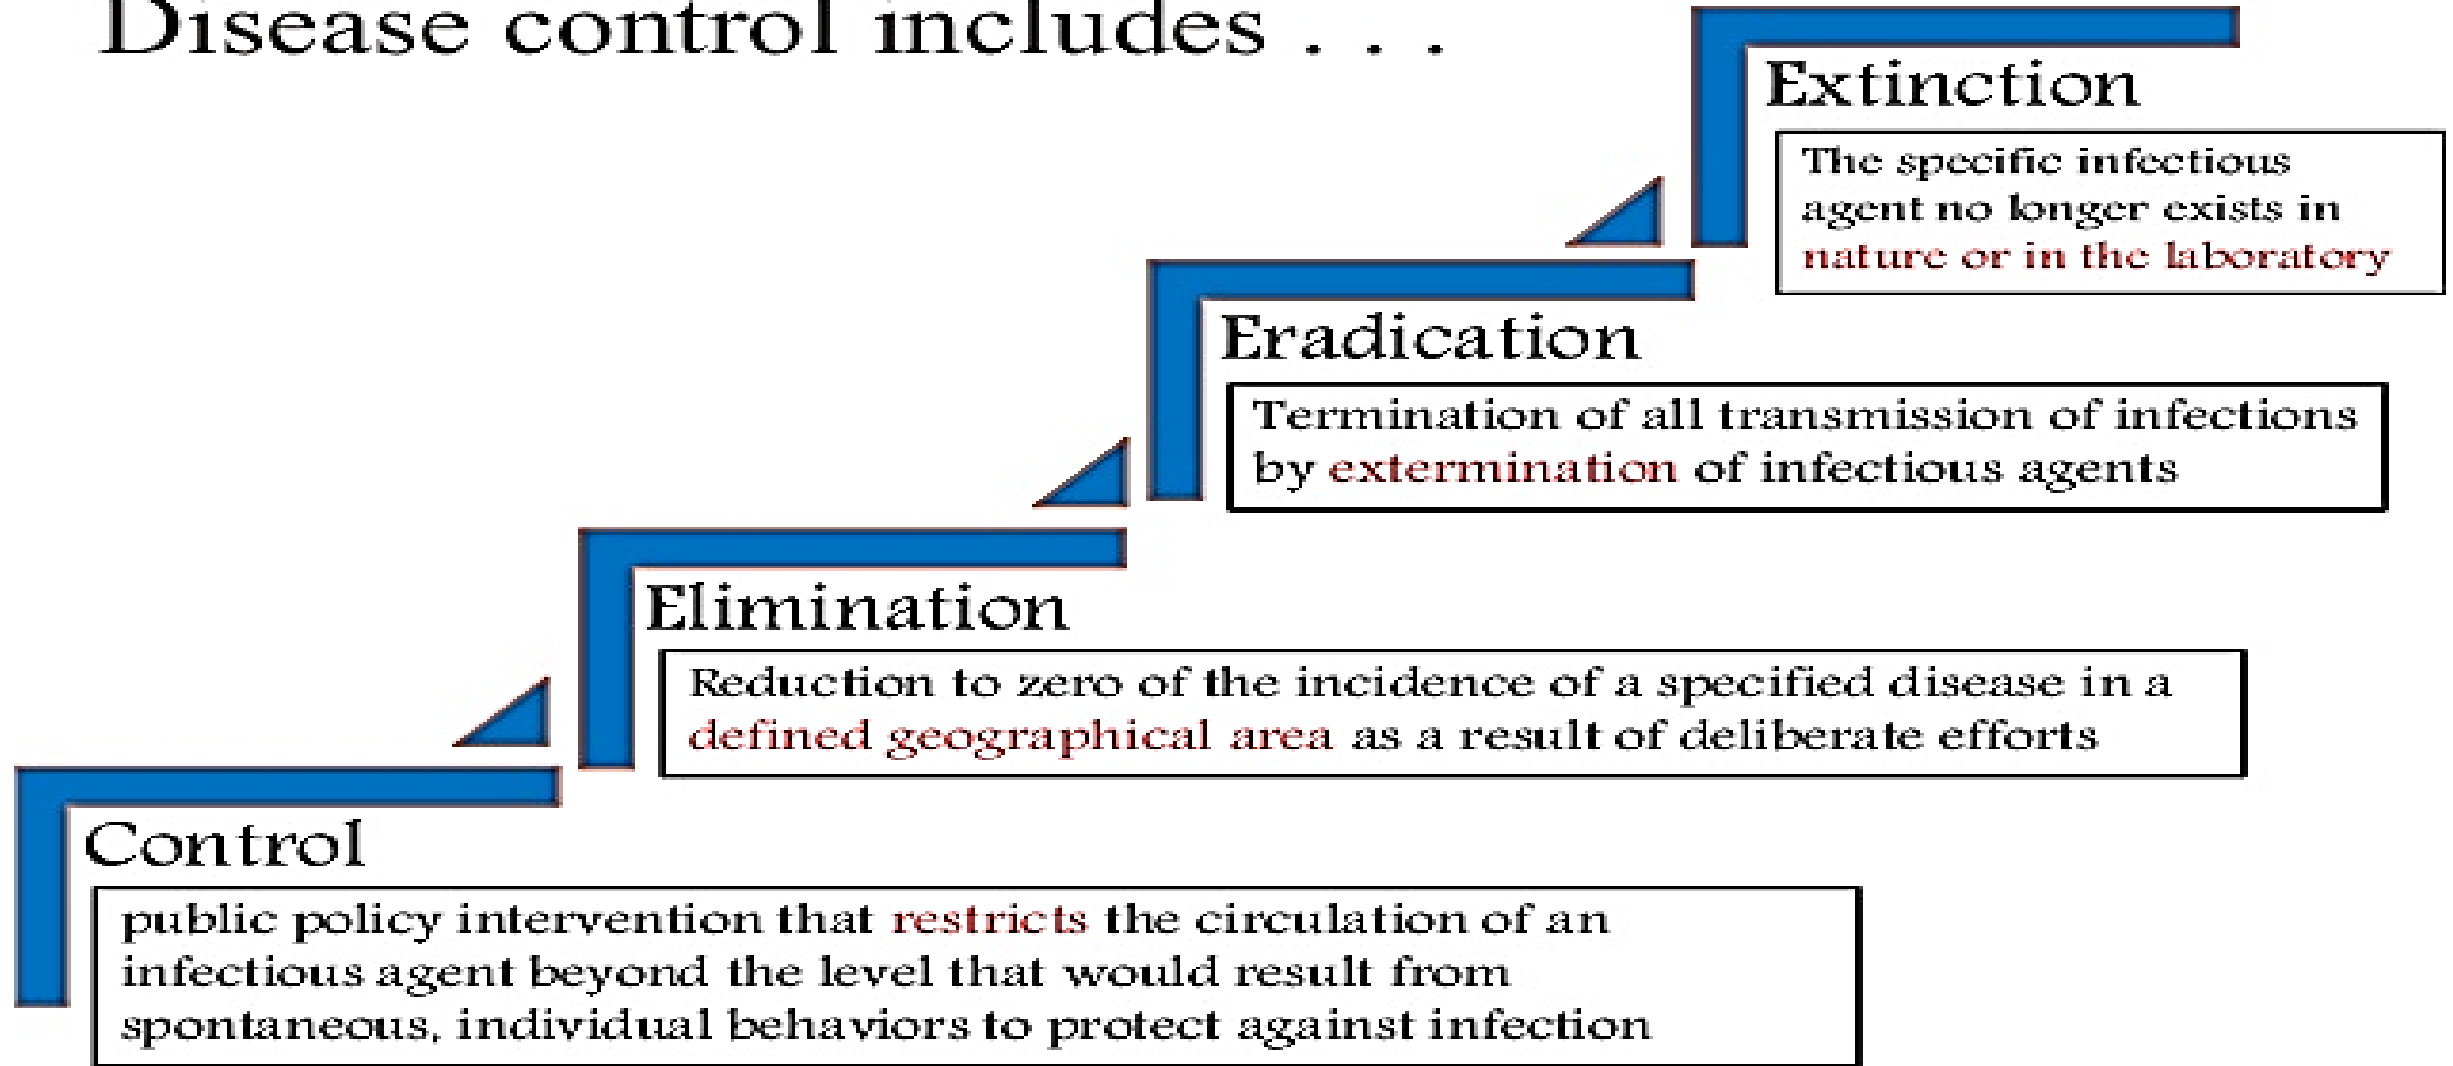 Disease control includes . . .
Extinction
The specific infectious
agent no longer exists in
nature or in the laboratory
Eradication
Termination of all transmission of infections
by extermination of infectious agents
Elimination
Reduction to zero of the incidence of a specified disease in a
defined geographical area as a result of deliberate efforts
Control
public policy intervention that restricts the circulation of an
infectious agent beyond the level that would result from
spontaneous, individual behaviors to protect against infection